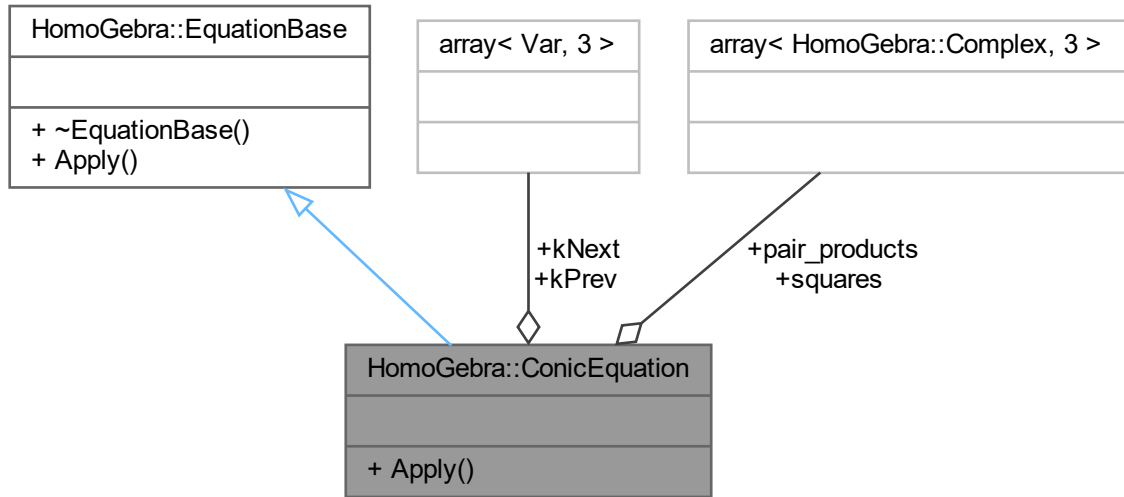 HomoGebra::EquationBase
+ ~EquationBase()
+ Apply()
array< Var, 3 >
array< HomoGebra::Complex, 3 >
+kNext
+kPrev
+pair_products
+squares
HomoGebra::ConicEquation
+ Apply()